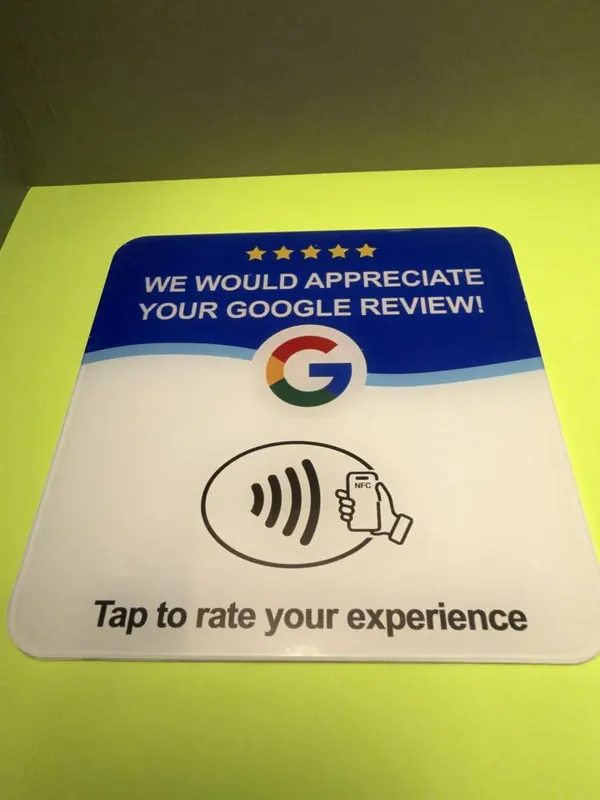 WE WOULD APPRECIATE
YOUR GOOGLE REVIEW!
G
NFC
Tap to rate your experience